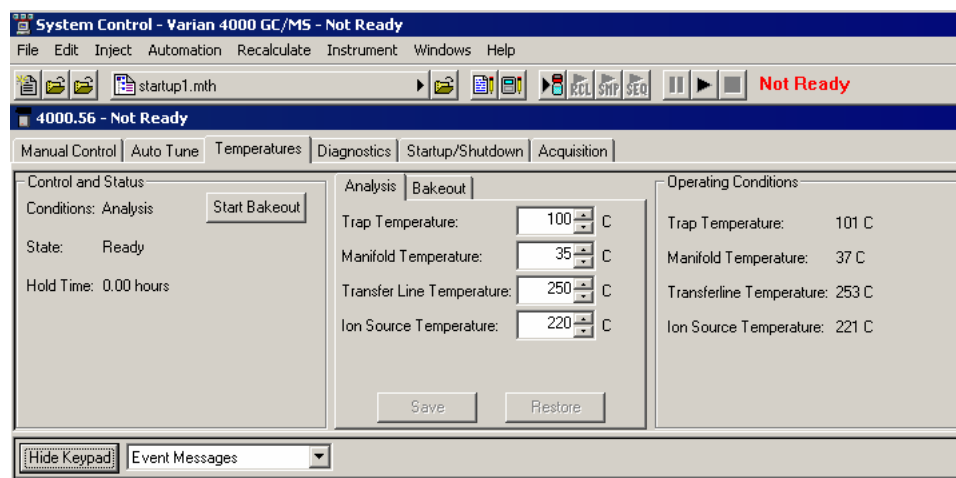 System Control - Varian 4000 GC/MS - Not Ready
File Edit Inject Automation Recalculate Instrument Windows Help
startup1.mth RCL SMP SEQ Not Ready
4000.56 - Not Ready
Manual Control Auto Tune Temperatures Diagnostics Startup/Shutdown Acquisition
Control and Status
Conditions: Analysis Start Bakeout
State: Ready
Hold Time: 0.00 hours
Analysis Bakeout
Trap Temperature: 100 C
Manifold Temperature: 35 C
Transfer Line Temperature: 250 C
Ion Source Temperature: 220 C
Save Restore
Operating Conditions
Trap Temperature: 101 C
Manifold Temperature: 37 C
Transferline Temperature: 253 C
Ion Source Temperature: 221 C
Hide Keypad Event Messages